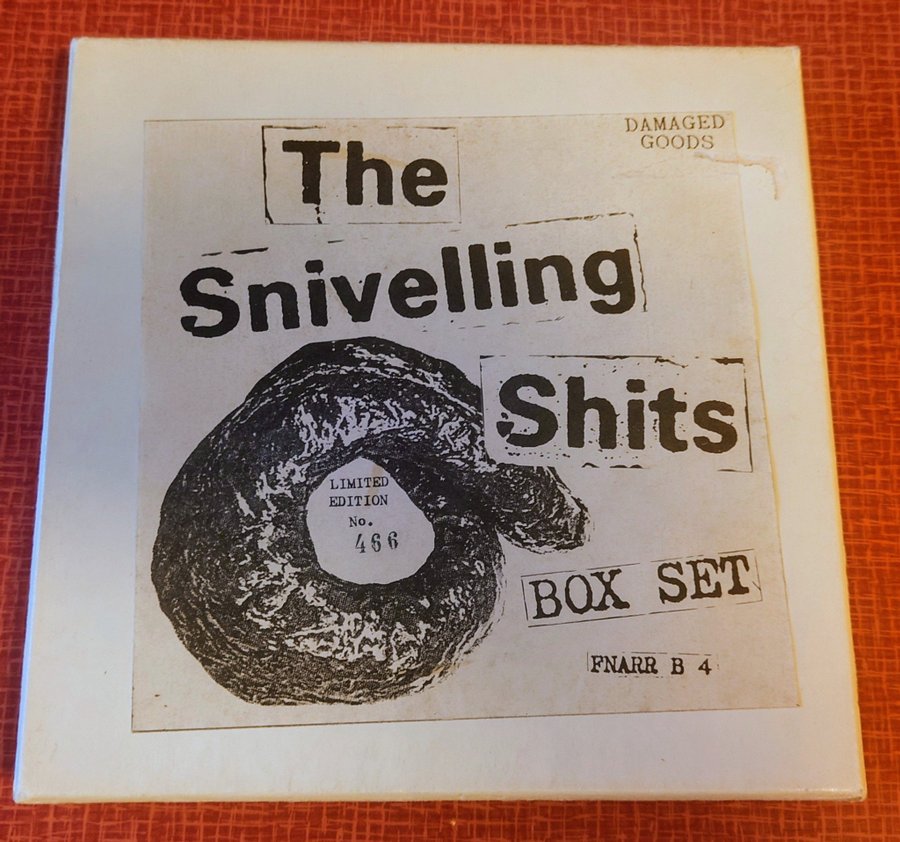 DAMAGED
GOODS
The
Snivelling
Shits
LIMITED
EDITION
No.
466
BOX SET
FNARR B 4